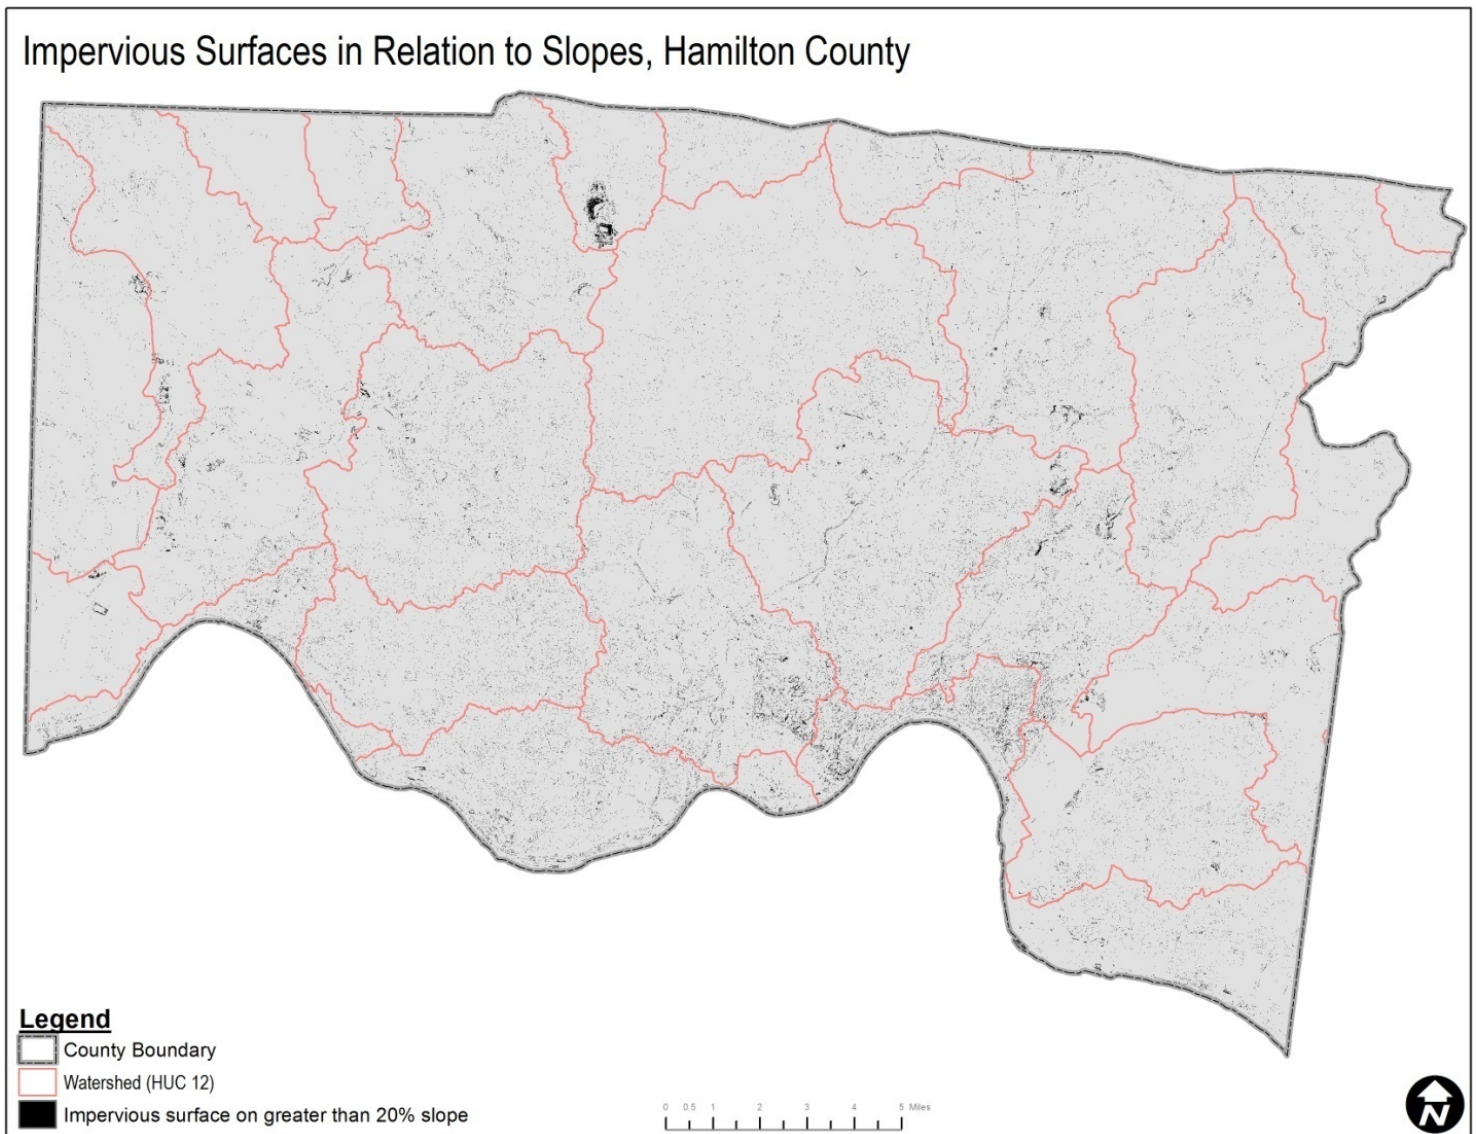 Impervious Surfaces in Relation to Slopes, Hamilton County
Legend
County Boundary
Watershed (HUC 12)
Impervious surface on greater than 20% slope
0 0.5 1 2 3 4 5 Miles
N